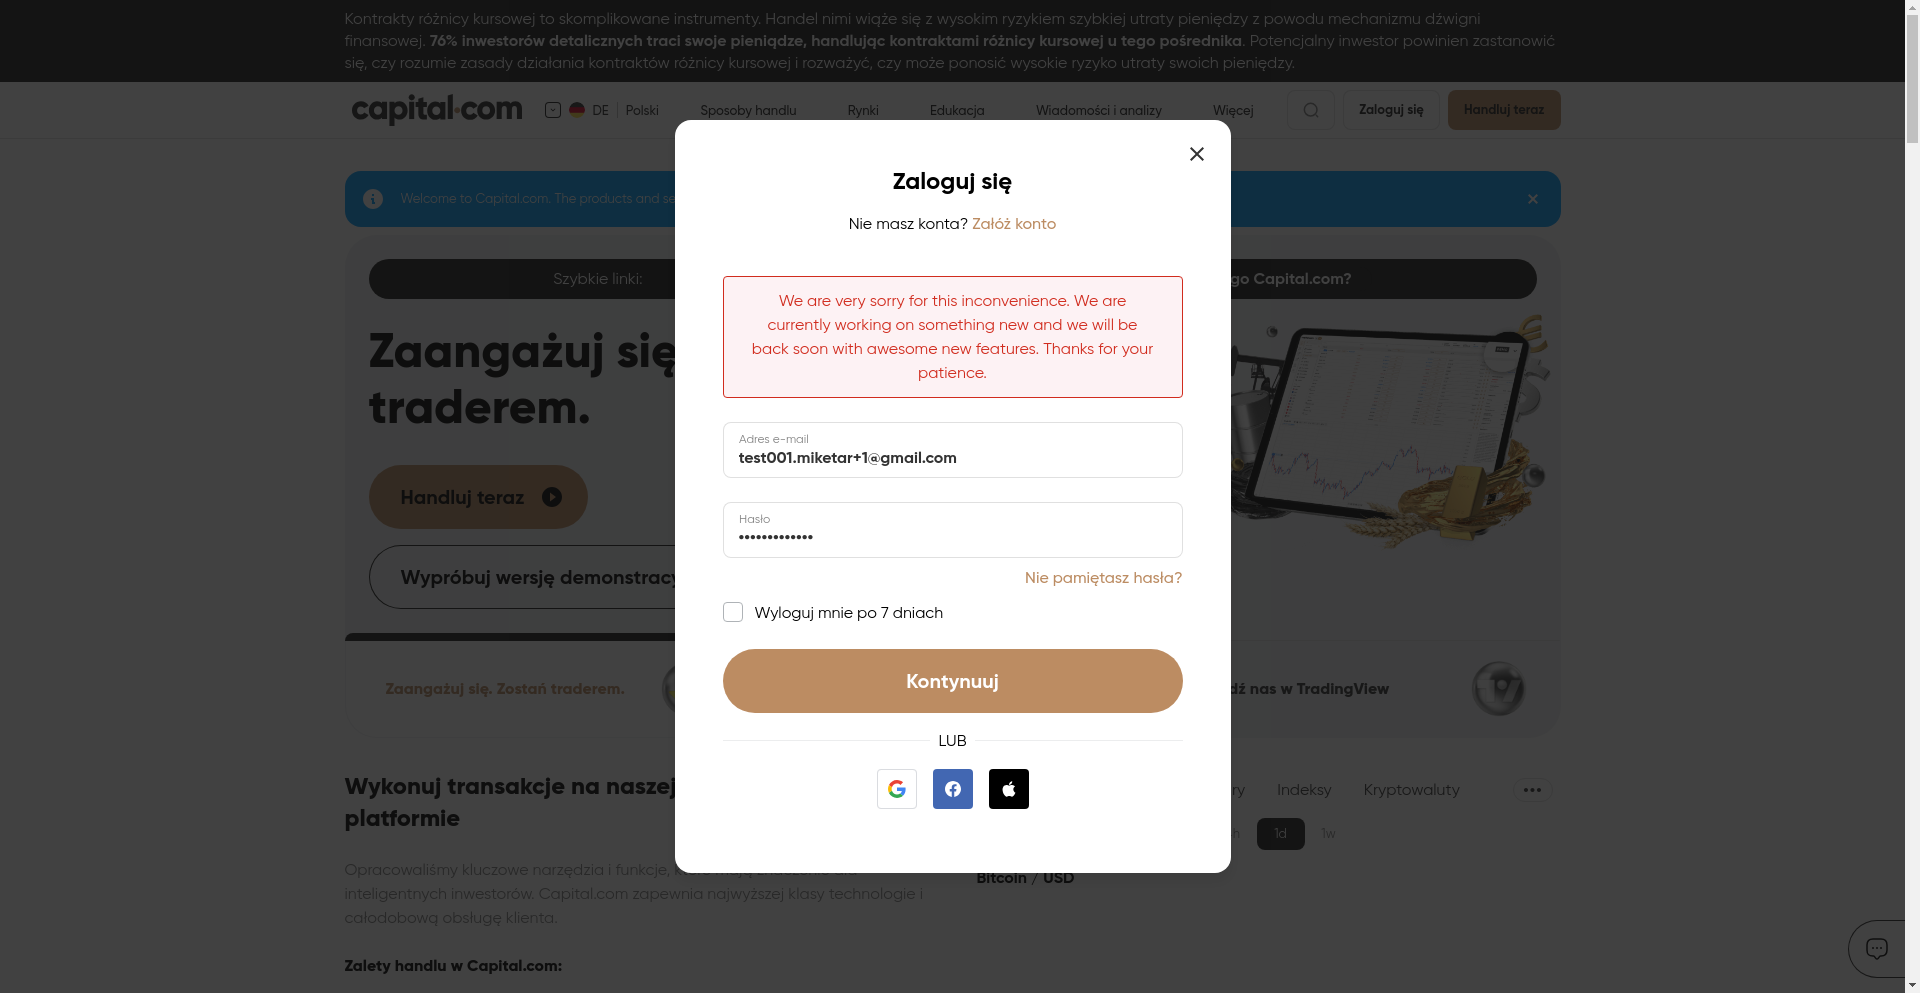 Kontrakty różnicy kursowej to skomplikowane instrumenty. Handel nimi wiąże się z wysokim ryzykiem szybkiej utraty pieniędzy z powodu mechanizmu dźwigni
finansowej. 76% inwestorów detalicznych traci swoje pieniądze, handlując kontraktami różnicy kursowej u tego pośrednika. Potencjalny inwestor powinien zastanowić
się, czy rozumie zasady działania kontraktów różnicy kursowej i rozważyć, czy może ponosić wysokie ryzyko utraty swoich pieniędzy.
capital.com DE Polski Sposoby handlu Rynki Edukacja Wiadomości i analizy Więcej Zaloguj się Handluj teraz
Zaloguj się
Welcome to Capital.com. The products and se
Nie masz konta? Załóż konto
Szybkie linki: go Capital.com?
We are very sorry for this inconvenience. We are
currently working on something new and we will be
back soon with awesome new features. Thanks for your
patience.
Zaangażuj się
traderem.
Adres e-mail
test001.miketar+1@gmail.com
Handluj teraz
Hasło
•••••••••••••
Wypróbuj wersję demonstracy
Nie pamiętasz hasła?
Wyloguj mnie po 7 dniach
Kontynuuj
Zaangażuj się. Zostań traderem. dź nas w TradingView
LUB
Wykonuj transakcje na naszej
platformie
ry Indeksy Kryptowaluty
h 1d 1w
Opracowaliśmy kluczowe narzędzia i funkcje,
inteligentnych inwestorów. Capital.com zapewnia najwyższej klasy technologie i
całodobową obsługę klienta.
Bitcoin / USD
Zalety handlu w Capital.com: